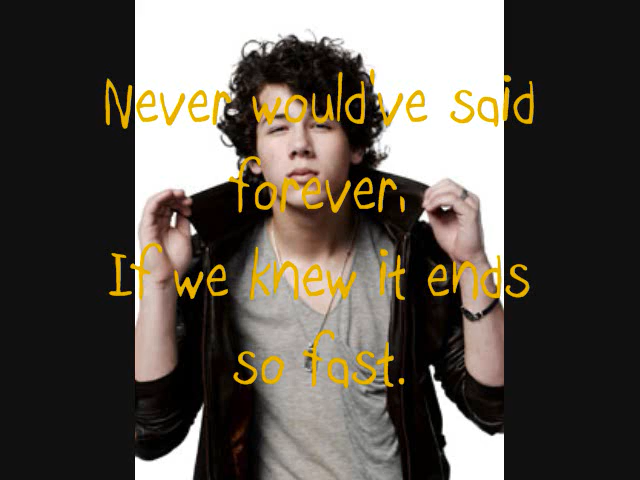 Never would've said
forever.
If we knew it ends
so fast.